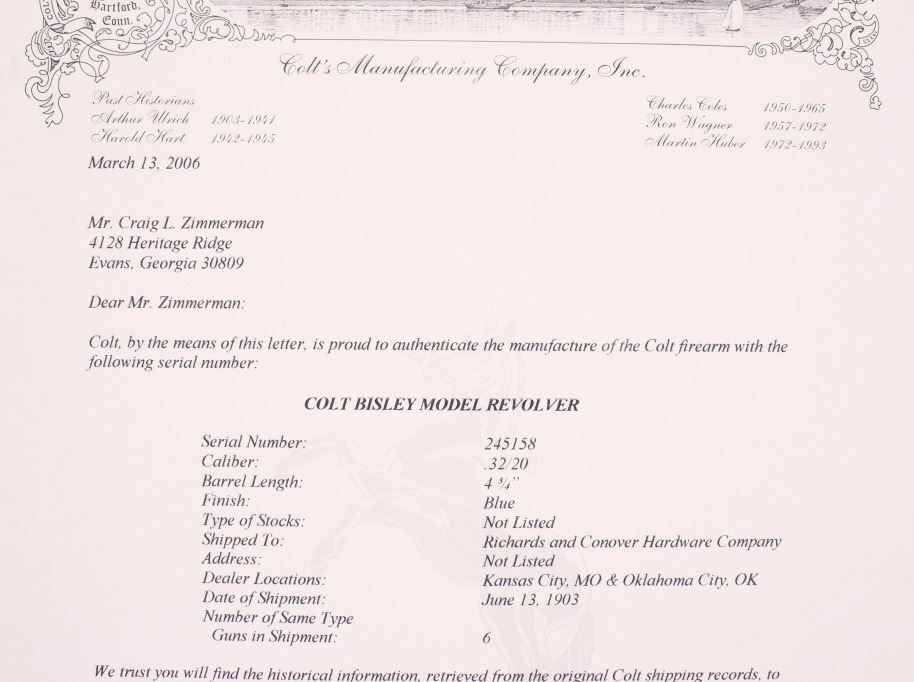 Hartford,
Conn.
Colt's Manufacturing Company, Inc.
Past Historians
Arthur Ulrich 1903-1941
Harold Hart 1942-1945
Charles Coles 1950-1965
Ron Wagner 1957-1972
Martin Huber 1972-1993
March 13, 2006
Mr. Craig L. Zimmerman
4128 Heritage Ridge
Evans, Georgia 30809
Dear Mr. Zimmerman:
Colt, by the means of this letter, is proud to authenticate the manufacture of the Colt firearm with the
following serial number:
COLT BISLEY MODEL REVOLVER
Serial Number: 245158
Caliber: .32/20
Barrel Length: 4 ¾”
Finish: Blue
Type of Stocks: Not Listed
Shipped To: Richards and Conover Hardware Company
Address: Not Listed
Dealer Locations: Kansas City, MO & Oklahoma City, OK
Date of Shipment: June 13, 1903
Number of Same Type
Guns in Shipment: 6
We trust you will find the historical information, retrieved from the original Colt shipping records, to